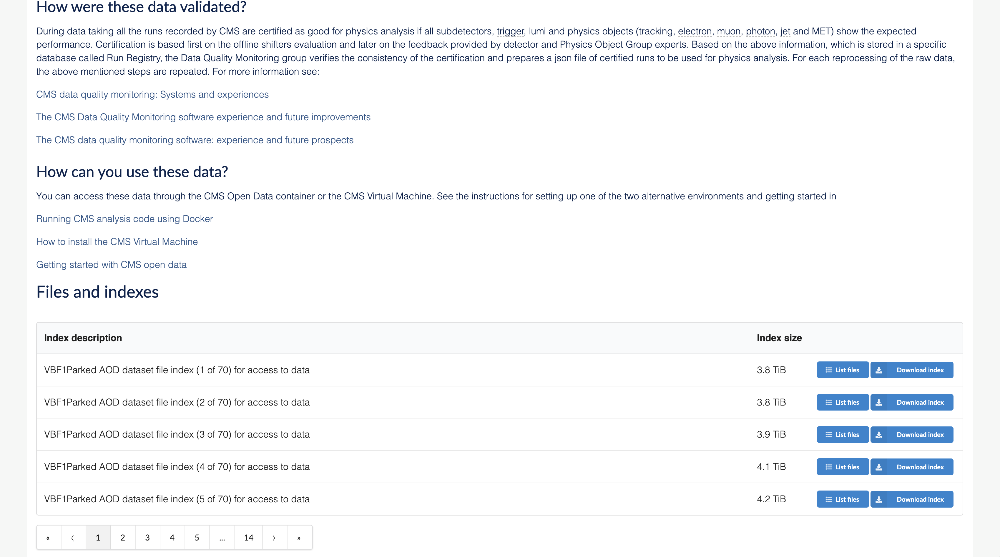 How were these data validated?
During data taking all the runs recorded by CMS are certified as good for physics analysis if all subdetectors, trigger, lumi and physics objects (tracking, electron, muon, photon, jet and MET) show the expected
performance. Certification is based first on the offline shifters evaluation and later on the feedback provided by detector and Physics Object Group experts. Based on the above information, which is stored in a specific
database called Run Registry, the Data Quality Monitoring group verifies the consistency of the certification and prepares a json file of certified runs to be used for physics analysis. For each reprocessing of the raw data,
the above mentioned steps are repeated. For more information see:
CMS data quality monitoring: Systems and experiences
The CMS Data Quality Monitoring software experience and future improvements
The CMS data quality monitoring software: experience and future prospects
How can you use these data?
You can access these data through the CMS Open Data container or the CMS Virtual Machine. See the instructions for setting up one of the two alternative environments and getting started in
Running CMS analysis code using Docker
How to install the CMS Virtual Machine
Getting started with CMS open data
Files and indexes
Index description Index size
VBF1Parked AOD dataset file index (1 of 70) for access to data 3.8 TiB List files Download index
VBF1Parked AOD dataset file index (2 of 70) for access to data 3.8 TiB List files Download index
VBF1Parked AOD dataset file index (3 of 70) for access to data 3.9 TiB List files Download index
VBF1Parked AOD dataset file index (4 of 70) for access to data 4.1 TiB List files Download index
VBF1Parked AOD dataset file index (5 of 70) for access to data 4.2 TiB List files Download index
« ⟨ 1 2 3 4 5 ... 14 ⟩ »